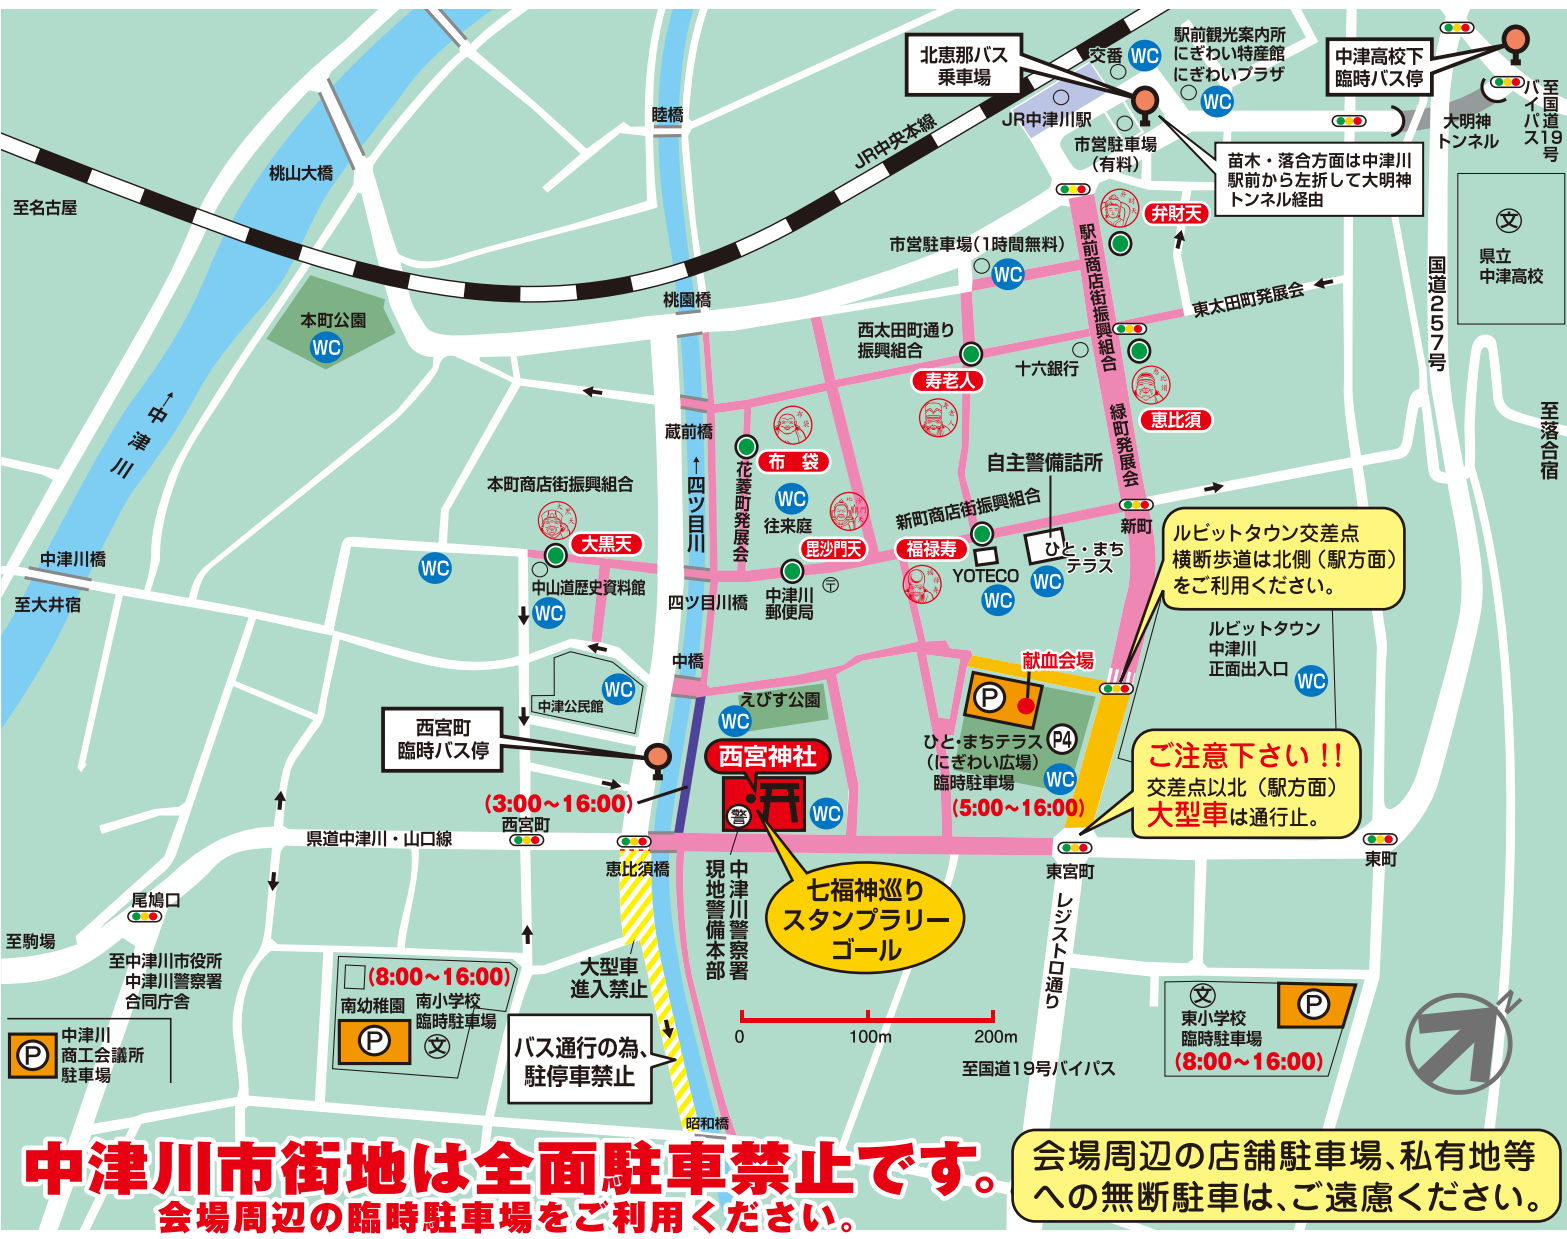 北恵那バス
乗車場
交番
WC
駅前観光案内所
にぎわい特産館
にぎわいプラザ
WC
中津高校下
臨時バス停
至国道19号
バイパス
大明神
トンネル
JR中津川駅
市営駐車場
(有料)
苗木・落合方面は中津川
駅前から左折して大明神
トンネル経由
睦橋
JR中央本線
桃山大橋
至名古屋
弁財天
文
県立
中津高校
市営駐車場(1時間無料)
WC
駅前商店街振興組合
国道257号
東太田町発展会
桃園橋
本町公園
WC
西太田町通り
振興組合
寿老人
十六銀行
恵比須
緑町発展会
至落合宿
←中津川
蔵前橋
←四ツ目川
花菱町発展会
布 袋
WC
往来庭
自主警備詰所
本町商店街振興組合
大黒天
毘沙門天
新町商店街振興組合
福禄寿
新町
ルビットタウン交差点
横断歩道は北側(駅方面)
をご利用ください。
ひと・まち
テラス
WC
YOTECO
WC
中津川橋
至大井宿
WC
中山道歴史資料館
WC
四ツ目川橋
中津川
郵便局
〒
ルビットタウン
中津川
正面出入口
WC
中橋
献血会場
WC
中津公民館
えびす公園
WC
P
西宮町
臨時バス停
西宮神社
ひと・まちテラス
(にぎわい広場)
臨時駐車場
P4
WC
(5:00〜16:00)
ご注意下さい!!
交差点以北(駅方面)
大型車は通行止。
(3:00〜16:00)
警
WC
西宮町
県道中津川・山口線
恵比須橋
中津川警察署
現地警備本部
七福神巡り
スタンプラリー
ゴール
東宮町
東町
レジストロ通り
尾鳩口
至駒場
至中津川市役所
中津川警察署
合同庁舎
P
中津川
商工会議所
駐車場
(8:00〜16:00)
南幼稚園
南小学校
臨時駐車場
P
文
大型車
進入禁止
バス通行の為、
駐停車禁止
0
100m
200m
至国道19号バイパス
文
東小学校
臨時駐車場
(8:00〜16:00)
P
N
昭和橋
中津川市街地は全面駐車禁止です。
会場周辺の臨時駐車場をご利用ください。
会場周辺の店舗駐車場、私有地等
への無断駐車は、ご遠慮ください。